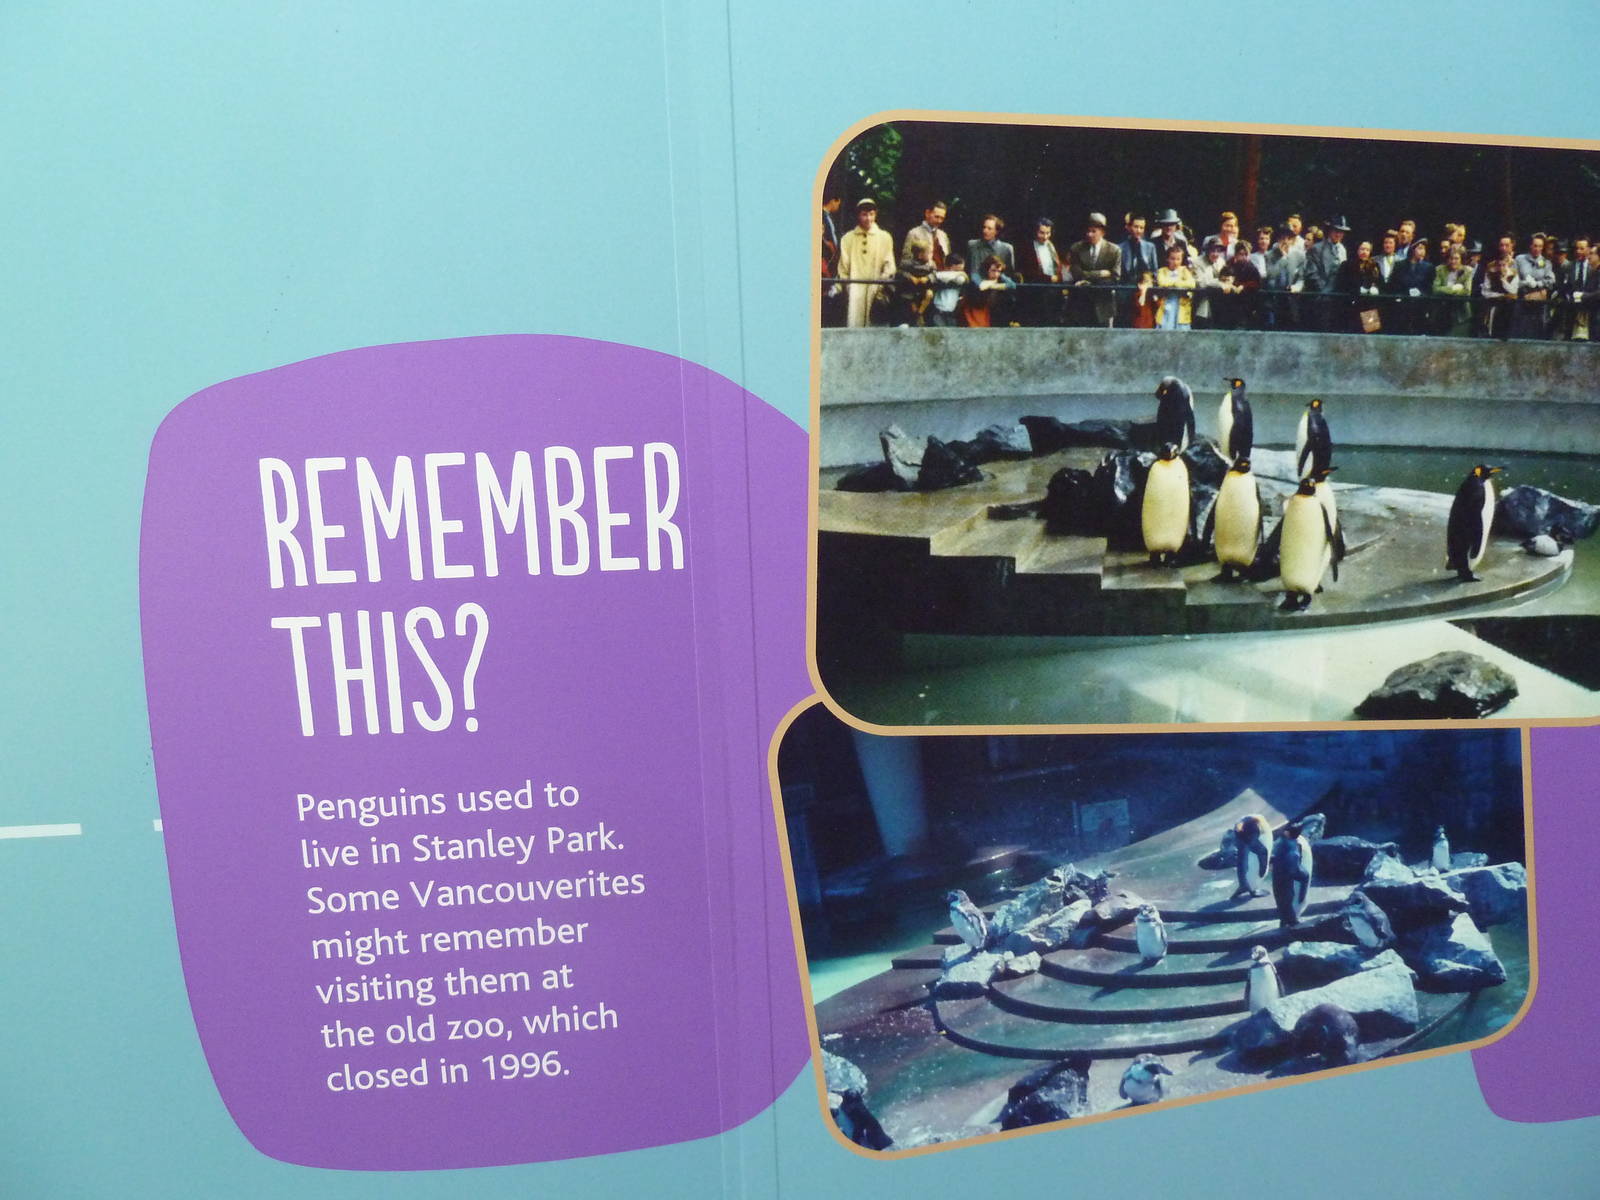 REMEMBER
THIS?
Penguins used to
live in Stanley Park.
Some Vancouverites
might remember
visiting them at
the old zoo, which
closed in 1996.